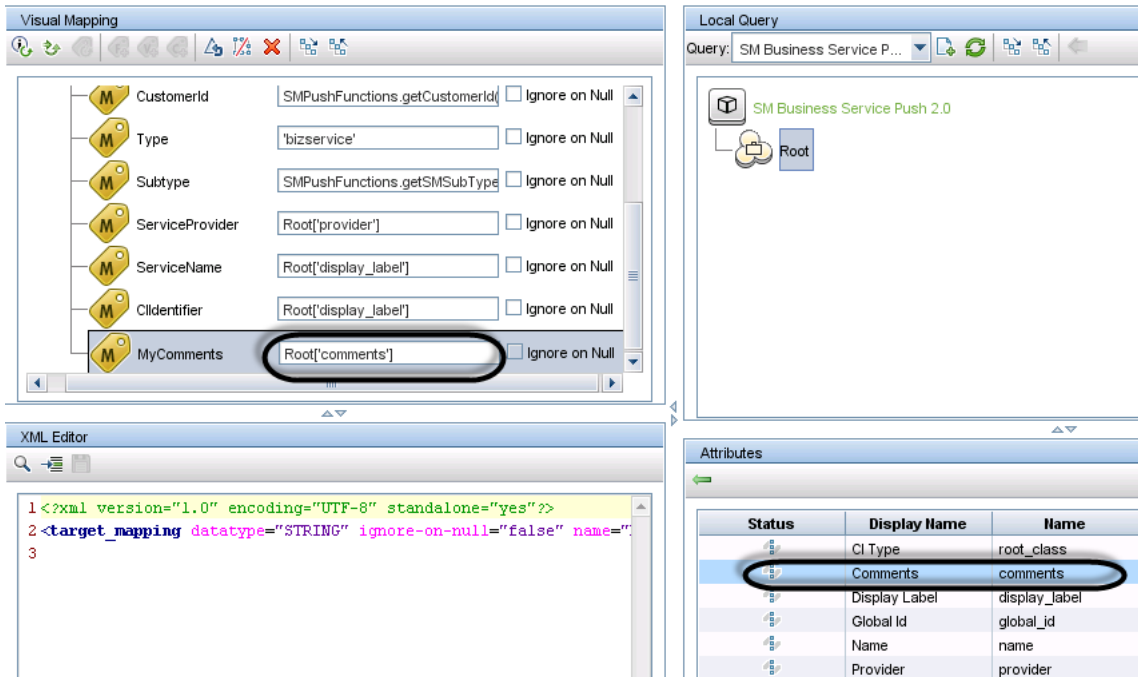 Visual Mapping
CustomerId SMPushFunctions.getCustomerId( Ignore on Null
Type 'bizservice' Ignore on Null
Subtype SMPushFunctions.getSMSubType Ignore on Null
ServiceProvider Root['provider'] Ignore on Null
ServiceName Root['display_label'] Ignore on Null
CIIdentifier Root['display_label'] Ignore on Null
MyComments Root['comments'] Ignore on Null
XML Editor
1 <?xml version="1.0" encoding="UTF-8" standalone="yes"?>
2 <target_mapping datatype="STRING" ignore-on-null="false" name="
3
Local Query
Query: SM Business Service P...
SM Business Service Push 2.0
Root
Attributes
Status Display Name Name
CI Type root_class
Comments comments
Display Label display_label
Global Id global_id
Name name
Provider provider